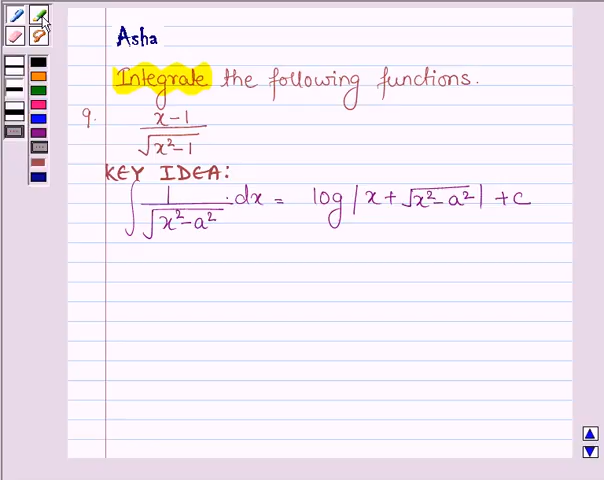 Asha
Integrate the following functions.
9. x-1 / √x²-1
KEY IDEA:
∫ 1 / √x²-a² . dx = log | x + √x²-a² | + c